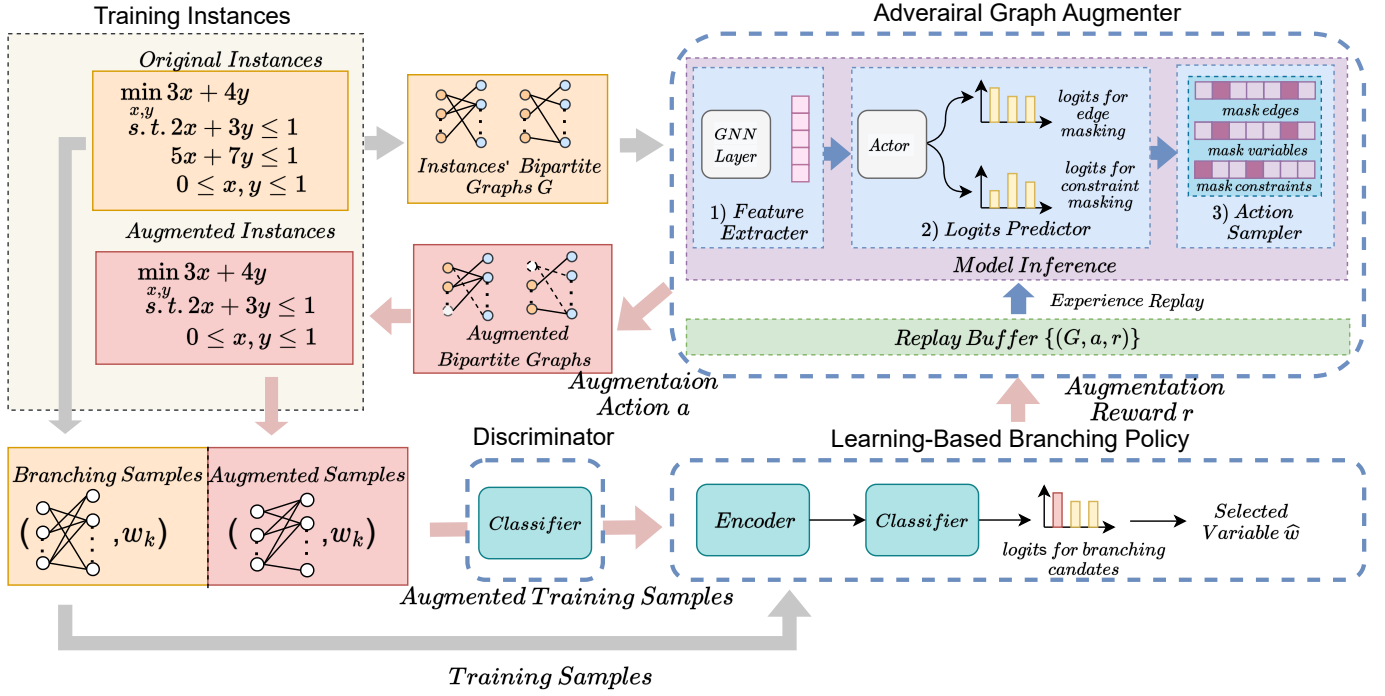 Training Instances
Original Instances
min 3x + 4y
x,y
s.t. 2x + 3y ≤ 1
5x + 7y ≤ 1
0 ≤ x, y ≤ 1
Augmented Instances
min 3x + 4y
x,y
s.t. 2x + 3y ≤ 1
0 ≤ x, y ≤ 1
Instances' Bipartite
Graphs G
Augmented
Bipartite Graphs
Adverairal Graph Augmenter
GNN
Layer
1) Feature
Extracter
Actor
logits for
edge
masking
logits for
constraint
masking
2) Logits Predictor
mask edges
mask variables
mask constraints
3) Action
Sampler
Model Inference
Experience Replay
Replay Buffer {(G, a, r)}
Augmentaion
Action a
Augmentation
Reward r
Branching Samples
( , w_k)
Augmented Samples
( , w_k)
Discriminator
Classifier
Augmented Training Samples
Learning-Based Branching Policy
Encoder
Classifier
logits for branching
candates
Selected
Variable ŵ
Training Samples